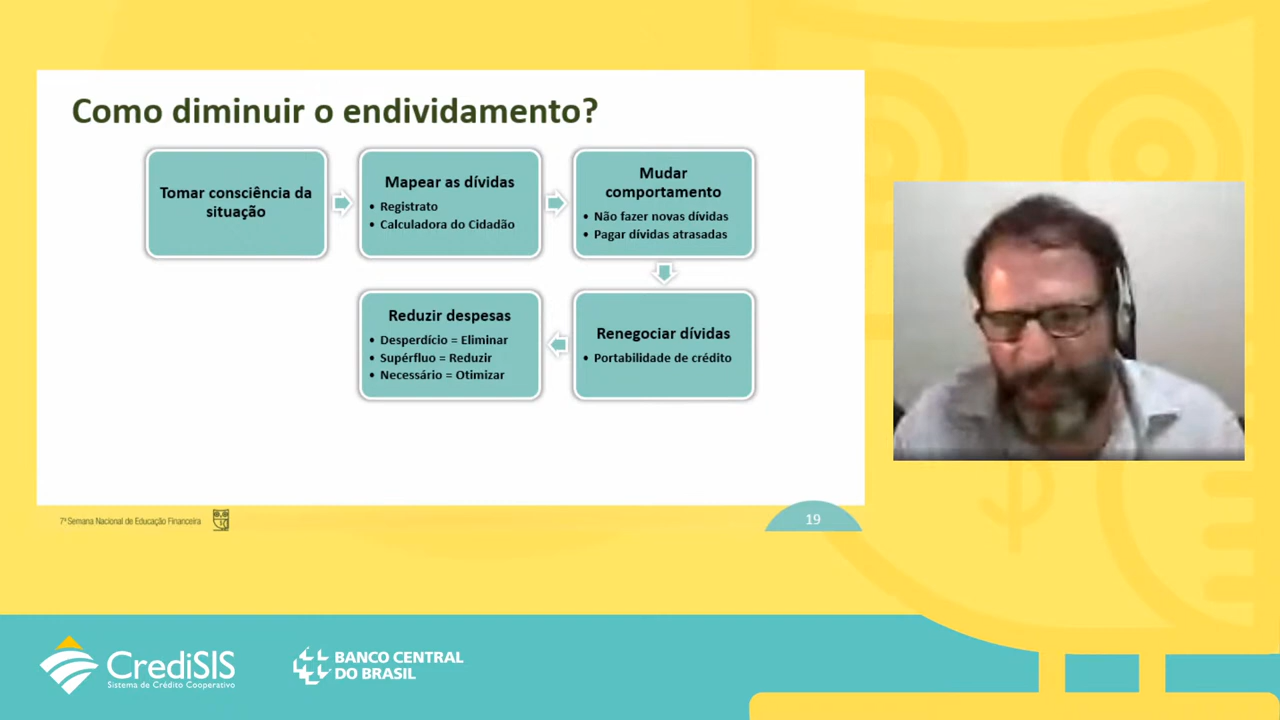 Como diminuir o endividamento?
Tomar consciência da
situação
Mapear as dívidas
• Registrato
• Calculadora do Cidadão
Mudar
comportamento
• Não fazer novas dívidas
• Pagar dívidas atrasadas
Renegociar dívidas
• Portabilidade de crédito
Reduzir despesas
• Desperdício = Eliminar
• Supérfluo = Reduzir
• Necessário = Otimizar
7ª Semana Nacional de Educação Financeira
19
CrediSIS
Sistema de Crédito Cooperativo
BANCO CENTRAL
DO BRASIL